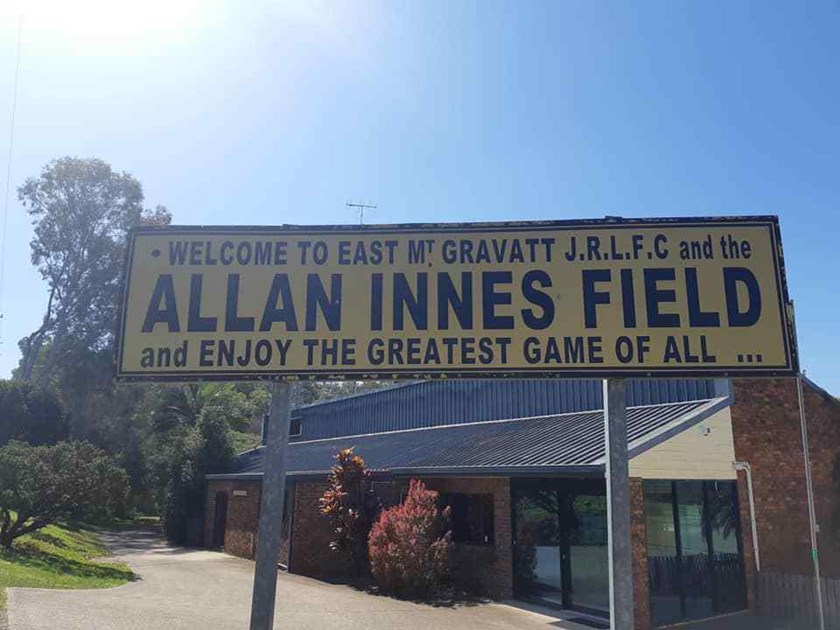 • WELCOME TO EAST MT GRAVATT J.R.L.F.C and the
ALLAN INNES FIELD
and ENJOY THE GREATEST GAME OF ALL ...